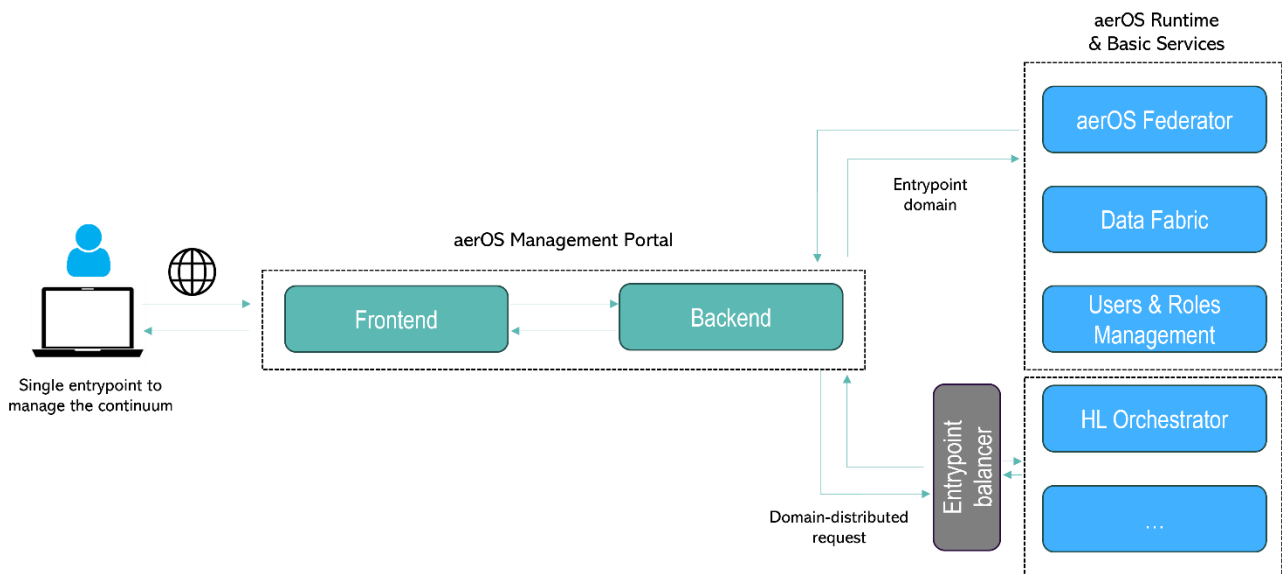 aerOS Runtime
& Basic Services
aerOS Federator
Entrypoint
domain
Data Fabric
aerOS Management Portal
Frontend
Backend
Users & Roles
Management
Single entrypoint to
manage the continuum
Entrypoint
balancer
HL Orchestrator
Domain-distributed
request
...